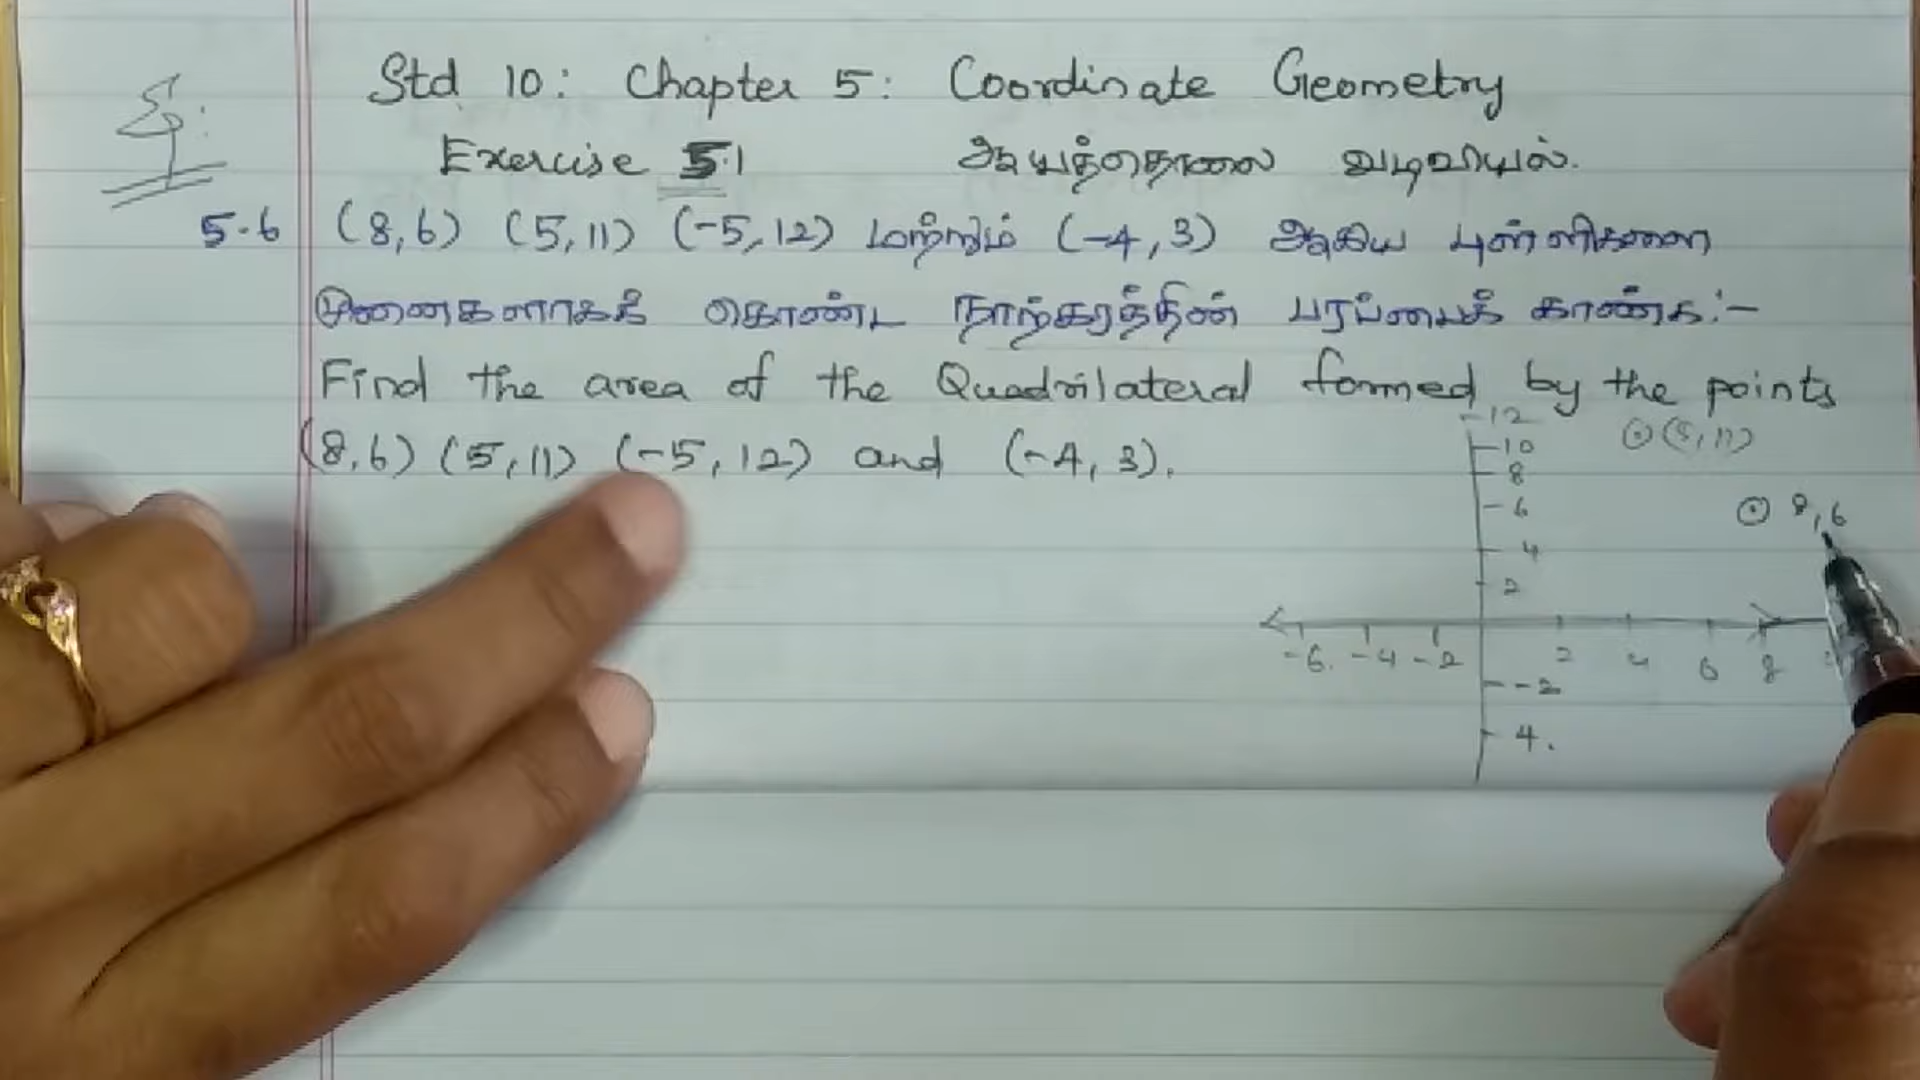 Std 10: Chapter 5: Coordinate Geometry
Exercise 5.1 ஆயத்தொலை வடிவியல்.
5.6 (8,6) (5,11) (-5,12) மற்றும் (-4,3) ஆகிய புள்ளிகளை
முனைகளாகக் கொண்ட நாற்கரத்தின் பரப்பைக் காண்க:-
Find the area of the Quadrilateral formed by the points
(8,6) (5,11) (-5,12) and (-4,3).
12
10 (5,11)
8
6 8,6
4
2
-6. -4 -2 2 4 6 8
-2
4.